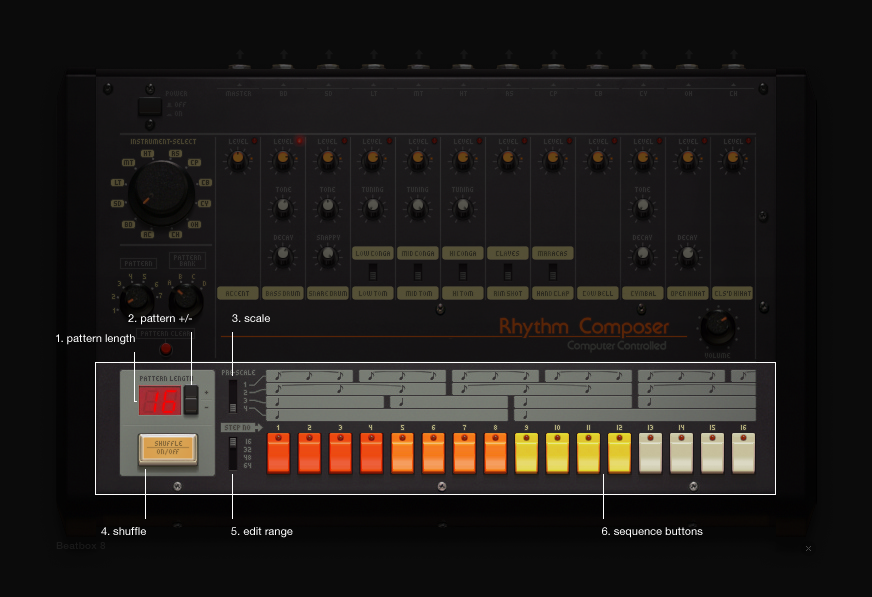 POWER
▲ OFF
MASTER BD SD LT MT HT RS CP CB CY OH CH
INSTRUMENT-SELECT
LEVEL LEVEL LEVEL LEVEL LEVEL LEVEL LEVEL LEVEL LEVEL LEVEL LEVEL LEVEL
HT RS
MT CP
LT CB
SD CY
BD OH
AC CH
TONE TONE TUNING TUNING TUNING TONE
DECAY SNAPPY DECAY DECAY
LOW CONGA MID CONGA HI CONGA CLAVES MARACAS
PATTERN PATTERN BANK
ACCENT BASS DRUM SNARE DRUM LOW TOM MID TOM HI TOM RIM SHOT HAND CLAP COW BELL CYMBAL OPEN HIHAT CLS'D HIHAT
2. pattern +/-
3. scale
Rhythm Composer
PATTERN CLEAR
1. pattern length
Computer Controlled
VOLUME
PATTERN LENGTH
PRE-SCALE
1
2
3
4
16
+
-
STEP NO
1 2 3 4 5 6 7 8 9 10 11 12 13 14 15 16
SHUFFLE
ON/OFF
16
32
48
64
4. shuffle
5. edit range
6. sequence buttons
Beatbox 8
×